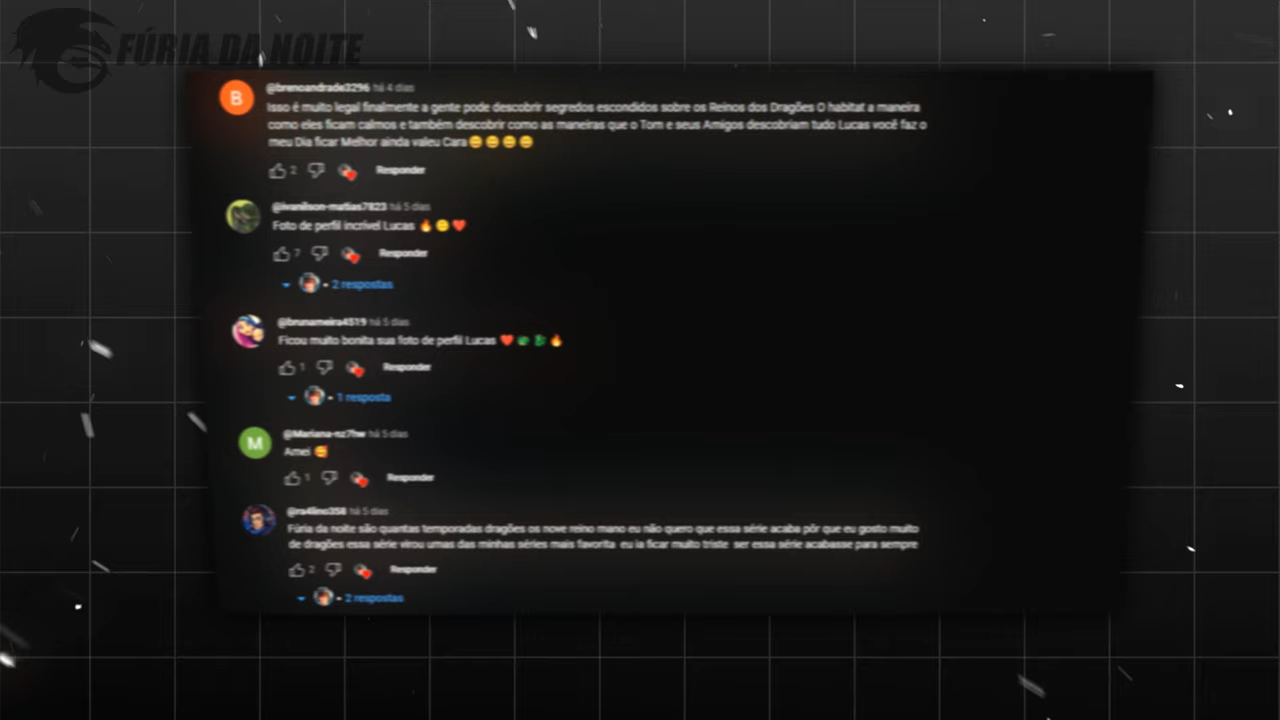 FÚRIA DA NOITE
B
@brenoandrade3296 há 4 dias
Isso é muito legal finalmente a gente pode descobrir segredos escondidos sobre os Reinos dos Dragões O habitat a maneira
como eles ficam calmos e também descobrir como as maneiras que o Tom e seus Amigos descobriam tudo Lucas você faz o
meu Dia ficar Melhor ainda valeu Cara😄😄😄😄
2 Responder
@ivanilson-matias7823 há 5 dias
Foto de perfil incrível Lucas 🔥😄❤️
7 Responder
2 respostas
@brunameira4519 há 5 dias
Ficou muito bonita sua foto de perfil Lucas ❤️🐲🐉🔥
1 Responder
1 resposta
M
@Mariana-nz7hw há 5 dias
Amei 🥰
1 Responder
@ra4lino358 há 5 dias
Fúria da noite são quantas temporadas dragões os nove reino mano eu não quero que essa série acaba pôr que eu gosto muito
de dragões essa série virou umas das minhas séries mais favorita eu ia ficar muito triste ser essa série acabasse para sempre
2 Responder
2 respostas